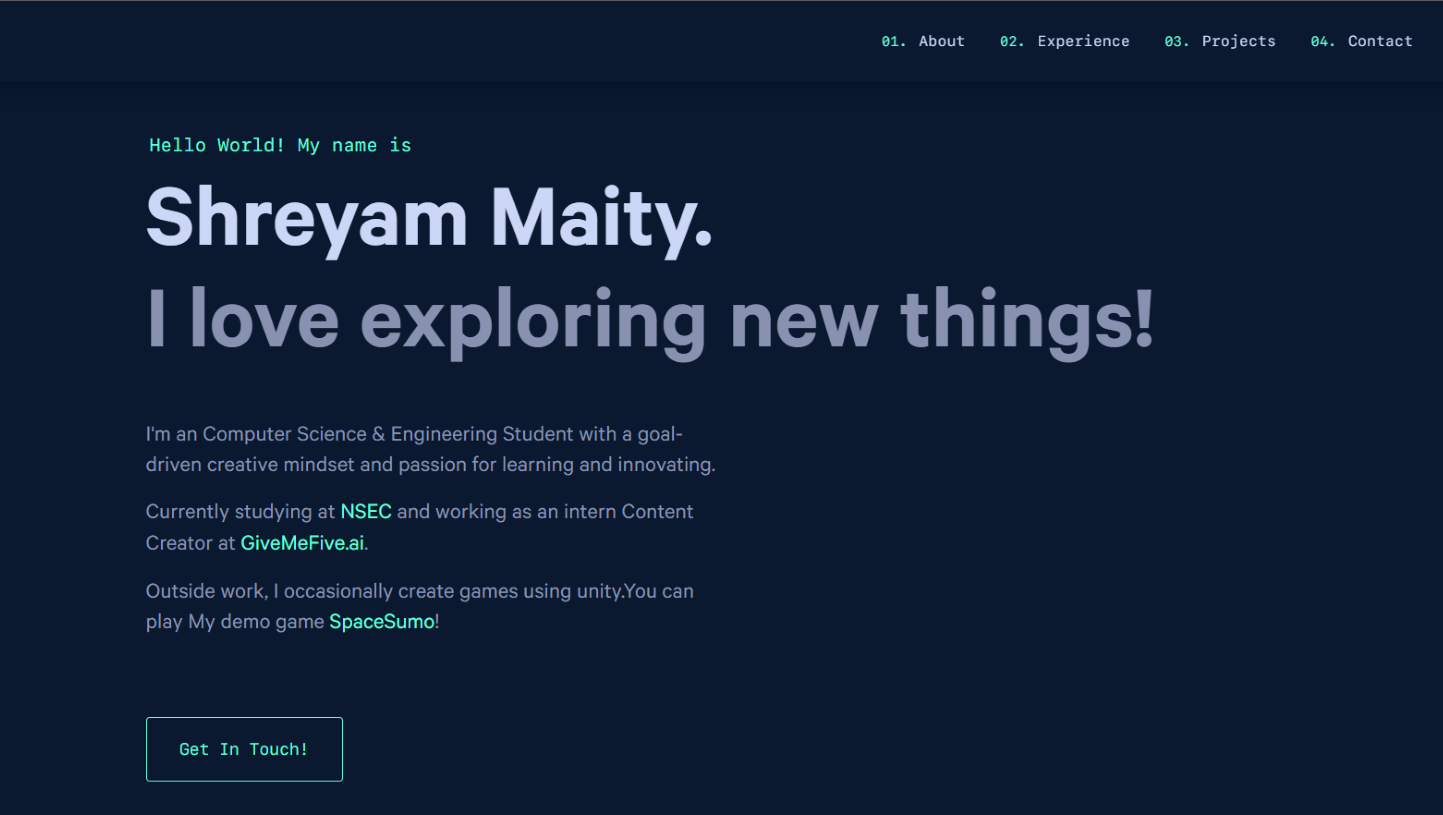 01. About 02. Experience 03. Projects 04. Contact
Hello World! My name is
Shreyam Maity.
I love exploring new things!
I'm an Computer Science & Engineering Student with a goal-
driven creative mindset and passion for learning and innovating.
Currently studying at NSEC and working as an intern Content
Creator at GiveMeFive.ai.
Outside work, I occasionally create games using unity.You can
play My demo game SpaceSumo!
Get In Touch!